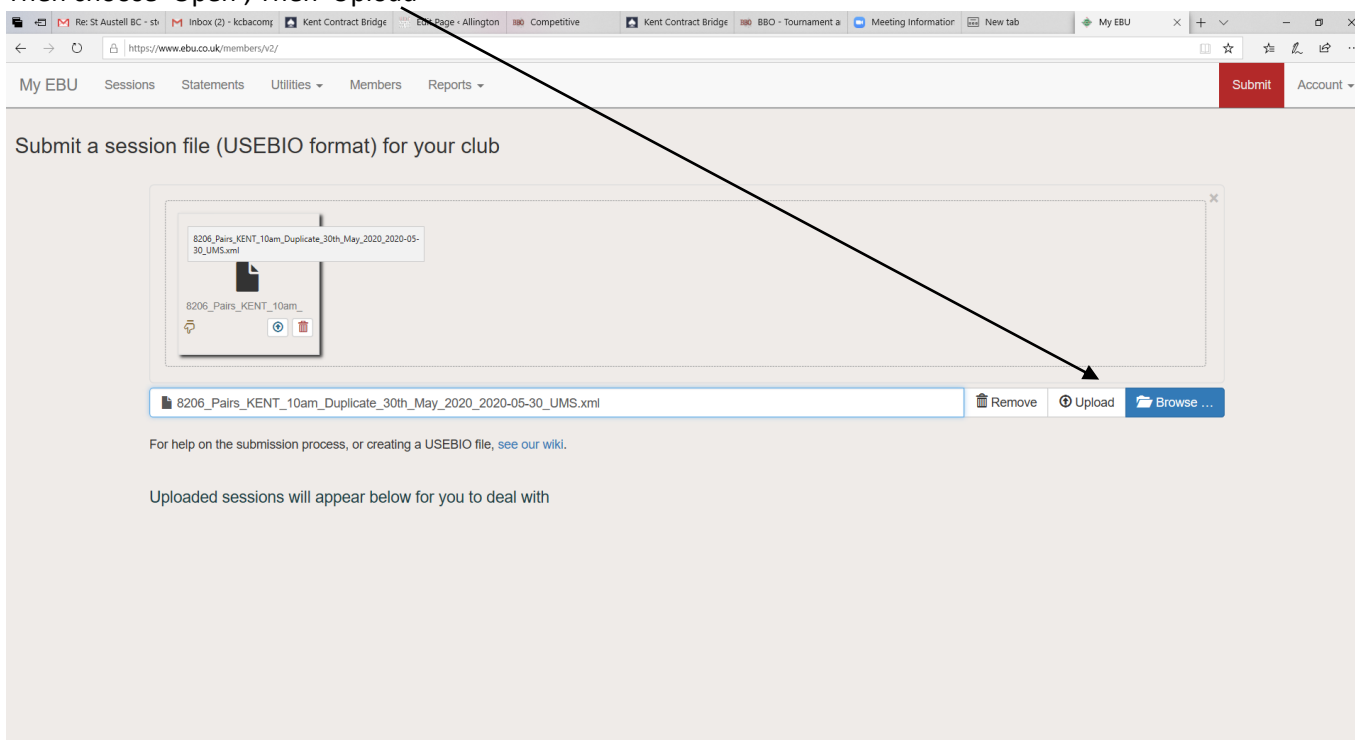 Then choose 'Open', Then 'Upload'
Re: St Austell BC - st
Inbox (2) - kcbacomp
Kent Contract Bridge
Edit Page ‹ Allington
BBO Competitive
Kent Contract Bridge
BBO BBO - Tournament a
Meeting Information
New tab
My EBU
https://www.ebu.co.uk/members/v2/
My EBU Sessions Statements Utilities Members Reports Submit Account
Submit a session file (USEBIO format) for your club
8206_Pairs_KENT_10am_Duplicate_30th_May_2020_2020-05-
30_UMS.xml
8206_Pairs_KENT_10am_
8206_Pairs_KENT_10am_Duplicate_30th_May_2020_2020-05-30_UMS.xml Remove Upload Browse ...
For help on the submission process, or creating a USEBIO file, see our wiki.
Uploaded sessions will appear below for you to deal with